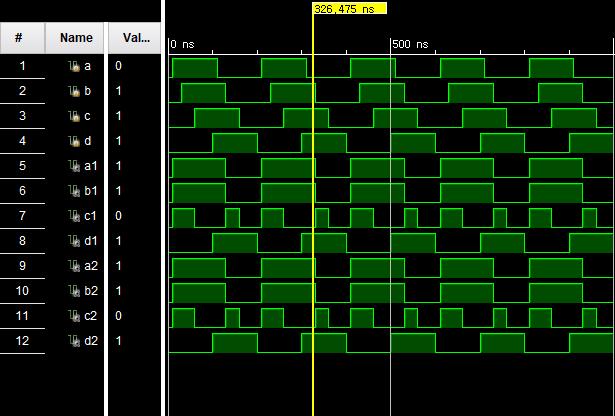 326,475 ns
# Name Val...
0 ns 500 ns
1 a 0
2 b 1
3 c 1
4 d 1
5 a1 1
6 b1 1
7 c1 0
8 d1 1
9 a2 1
10 b2 1
11 c2 0
12 d2 1